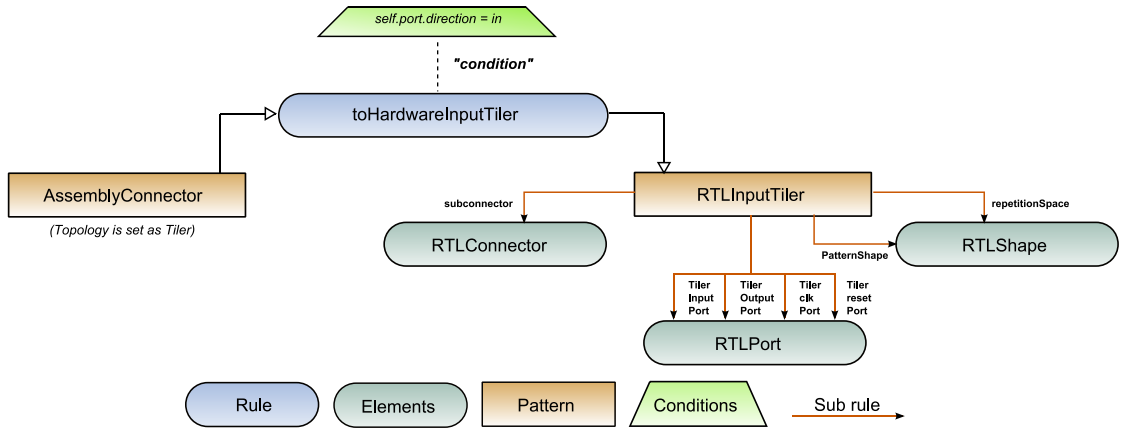 self.port.direction = in
"condition"
toHardwareInputTiler
AssemblyConnector
(Topology is set as Tiler)
RTLInputTiler
subconnector
repetitionSpace
RTLConnector
RTLShape
PatternShape
Tiler
Input
Port
Tiler
Output
Port
Tiler
clk
Port
Tiler
reset
Port
RTLPort
Rule
Elements
Pattern
Conditions
Sub rule